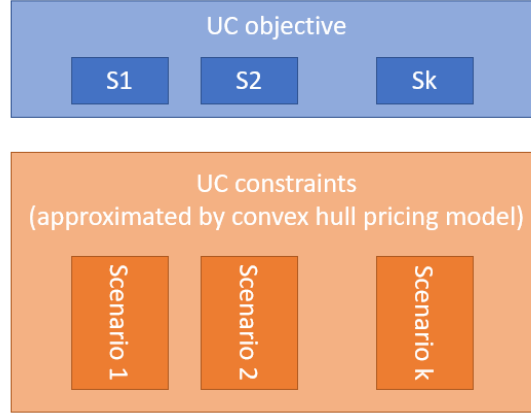 UC objective
S1
S2
Sk
UC constraints
(approximated by convex hull pricing model)
Scenario 1
Scenario 2
Scenario k